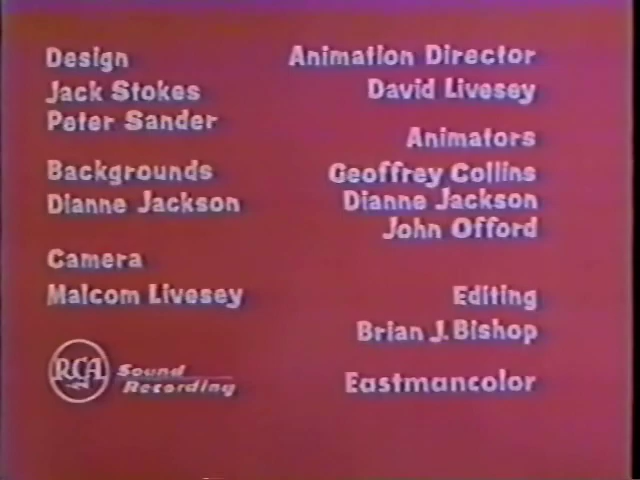 Design
Jack Stokes
Peter Sander
Backgrounds
Dianne Jackson
Camera
Malcom Livesey
RCA Sound
Recording
Animation Director
David Livesey
Animators
Geoffrey Collins
Dianne Jackson
John Offord
Editing
Brian J. Bishop
Eastmancolor